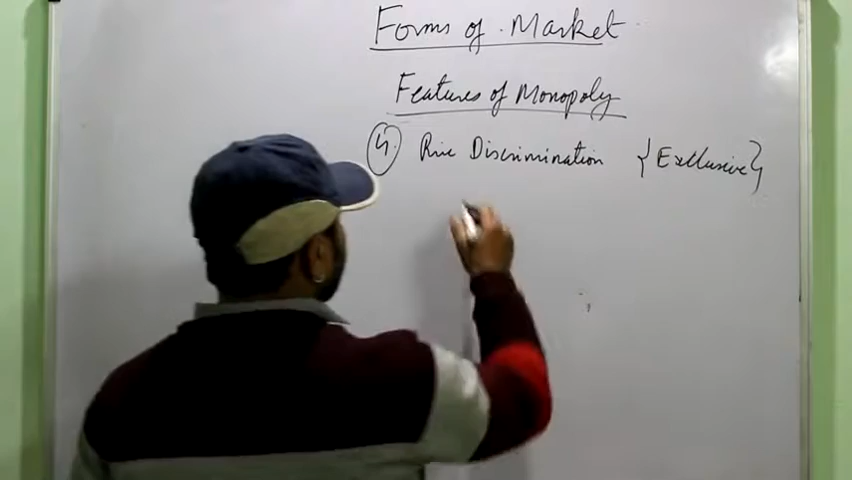 Forms of Market
Features of Monopoly
4. Price Discrimination {Exclusive}